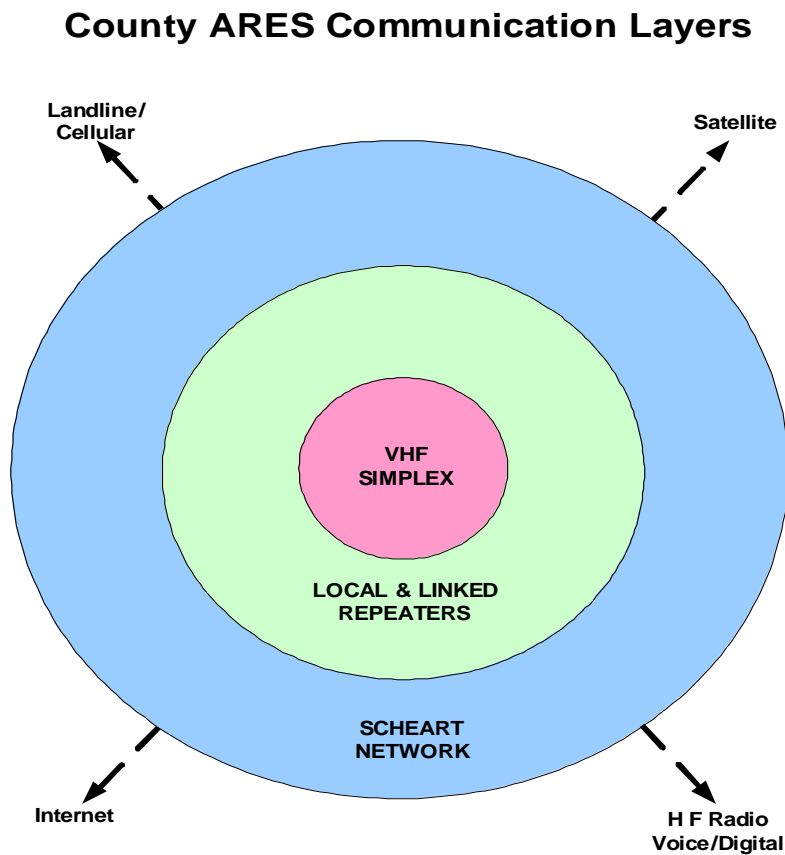 County ARES Communication Layers
Landline/
Cellular
Satellite
VHF
SIMPLEX
LOCAL & LINKED
REPEATERS
SCHEART
NETWORK
Internet
H F Radio
Voice/Digital